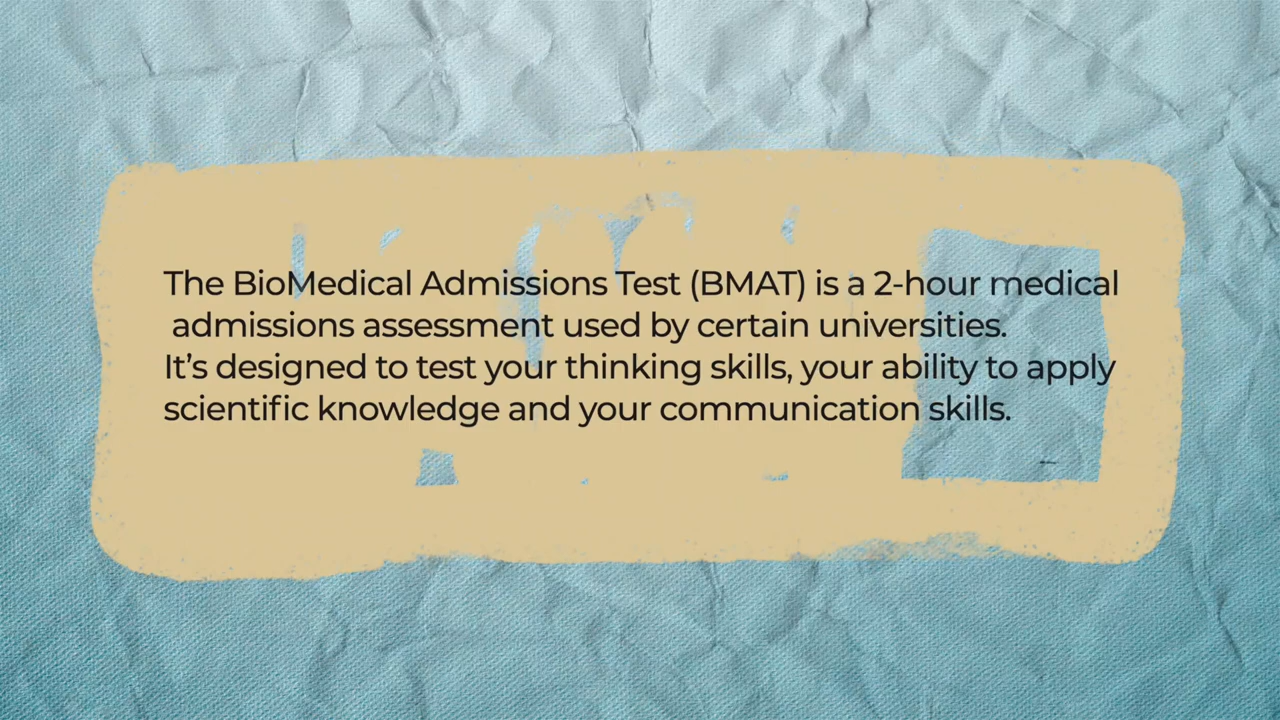 The BioMedical Admissions Test (BMAT) is a 2-hour medical
admissions assessment used by certain universities.
It’s designed to test your thinking skills, your ability to apply
scientific knowledge and your communication skills.